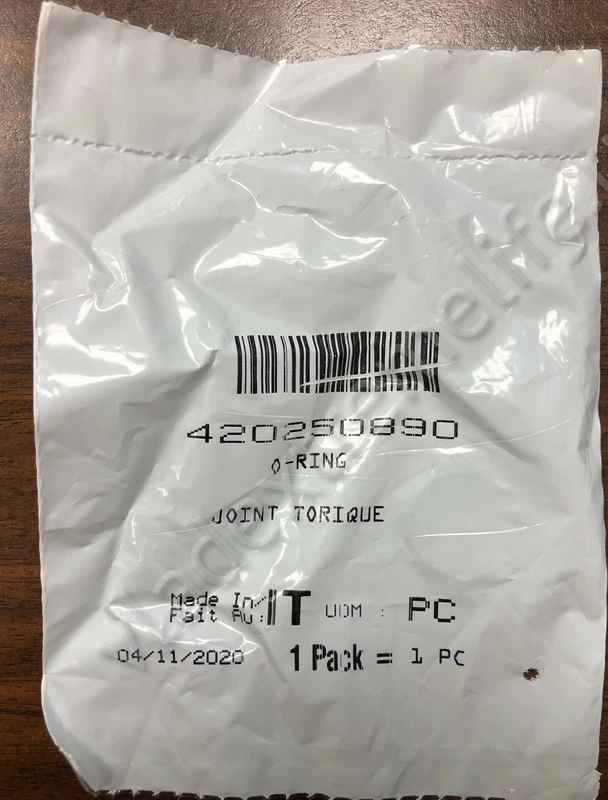 420250890
O-RING
JOINT TORIQUE
Made In/
Fait Au: IT UOM : PC
04/11/2020 1 Pack = 1 PC